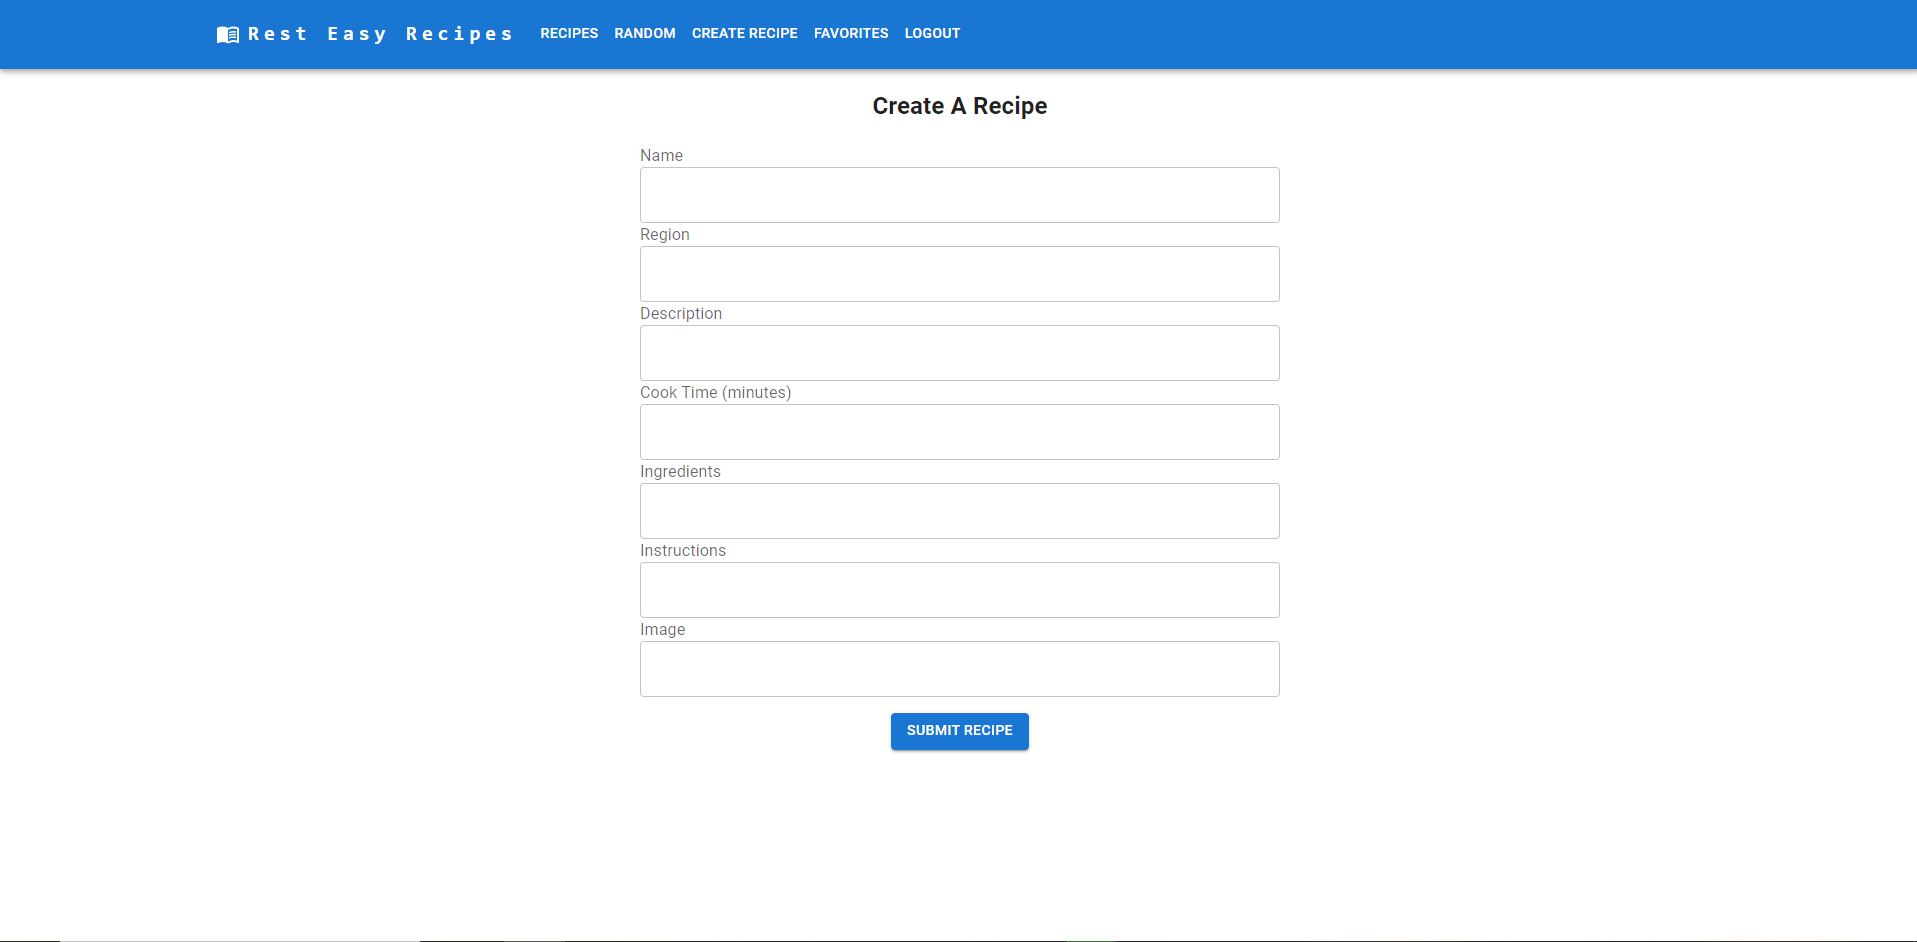 Rest Easy Recipes RECIPES RANDOM CREATE RECIPE FAVORITES LOGOUT
Create A Recipe
Name
Region
Description
Cook Time (minutes)
Ingredients
Instructions
Image
SUBMIT RECIPE